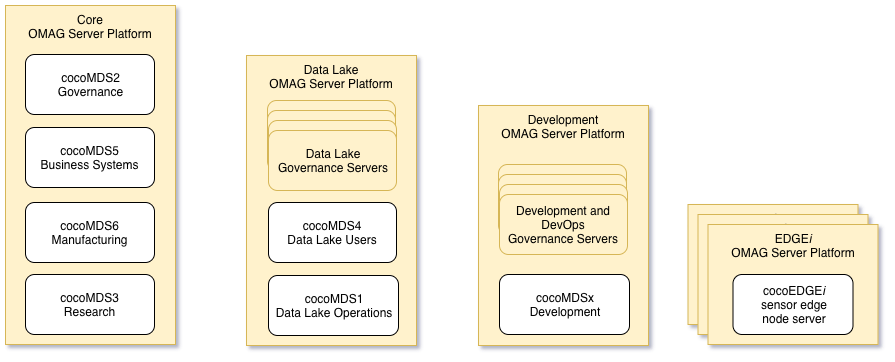 Core
OMAG Server Platform
cocoMDS2
Governance
cocoMDS5
Business Systems
cocoMDS6
Manufacturing
cocoMDS3
Research
Data Lake
OMAG Server Platform
Data Lake
Governance Servers
cocoMDS4
Data Lake Users
cocoMDS1
Data Lake Operations
Development
OMAG Server Platform
Development and
DevOps
Governance Servers
cocoMDSx
Development
EDGEi
OMAG Server Platform
cocoEDGEi
sensor edge
node server